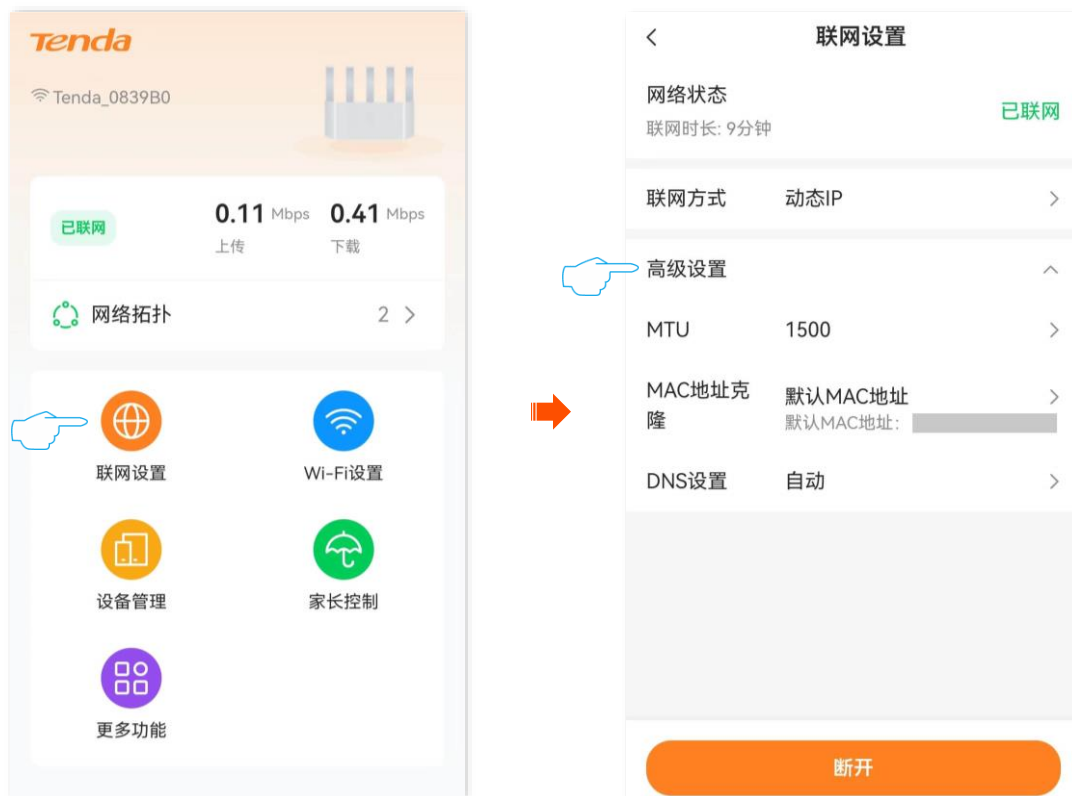 Tenda
Tenda_0839B0
已联网
0.11 Mbps
上传
0.41 Mbps
下载
网络拓扑
2
联网设置
Wi-Fi设置
设备管理
家长控制
更多功能
联网设置
网络状态
联网时长: 9分钟
已联网
联网方式 动态IP
高级设置
MTU 1500
MAC地址克
隆
默认MAC地址
默认MAC地址:
DNS设置 自动
断开